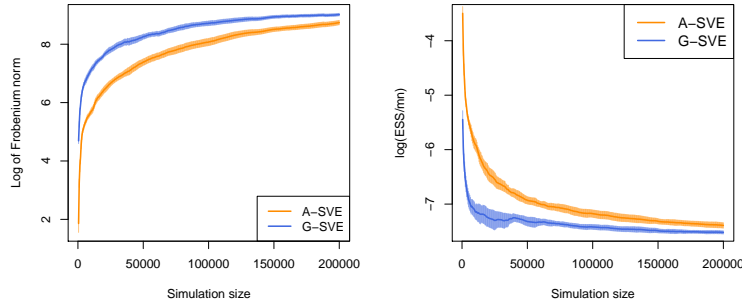 Log of Frobenium norm
8
6
4
2
A−SVE
G−SVE
0
50000
100000
150000
200000
Simulation size
log(ESS/mn)
−4
−5
−6
−7
A−SVE
G−SVE
0
50000
100000
150000
200000
Simulation size